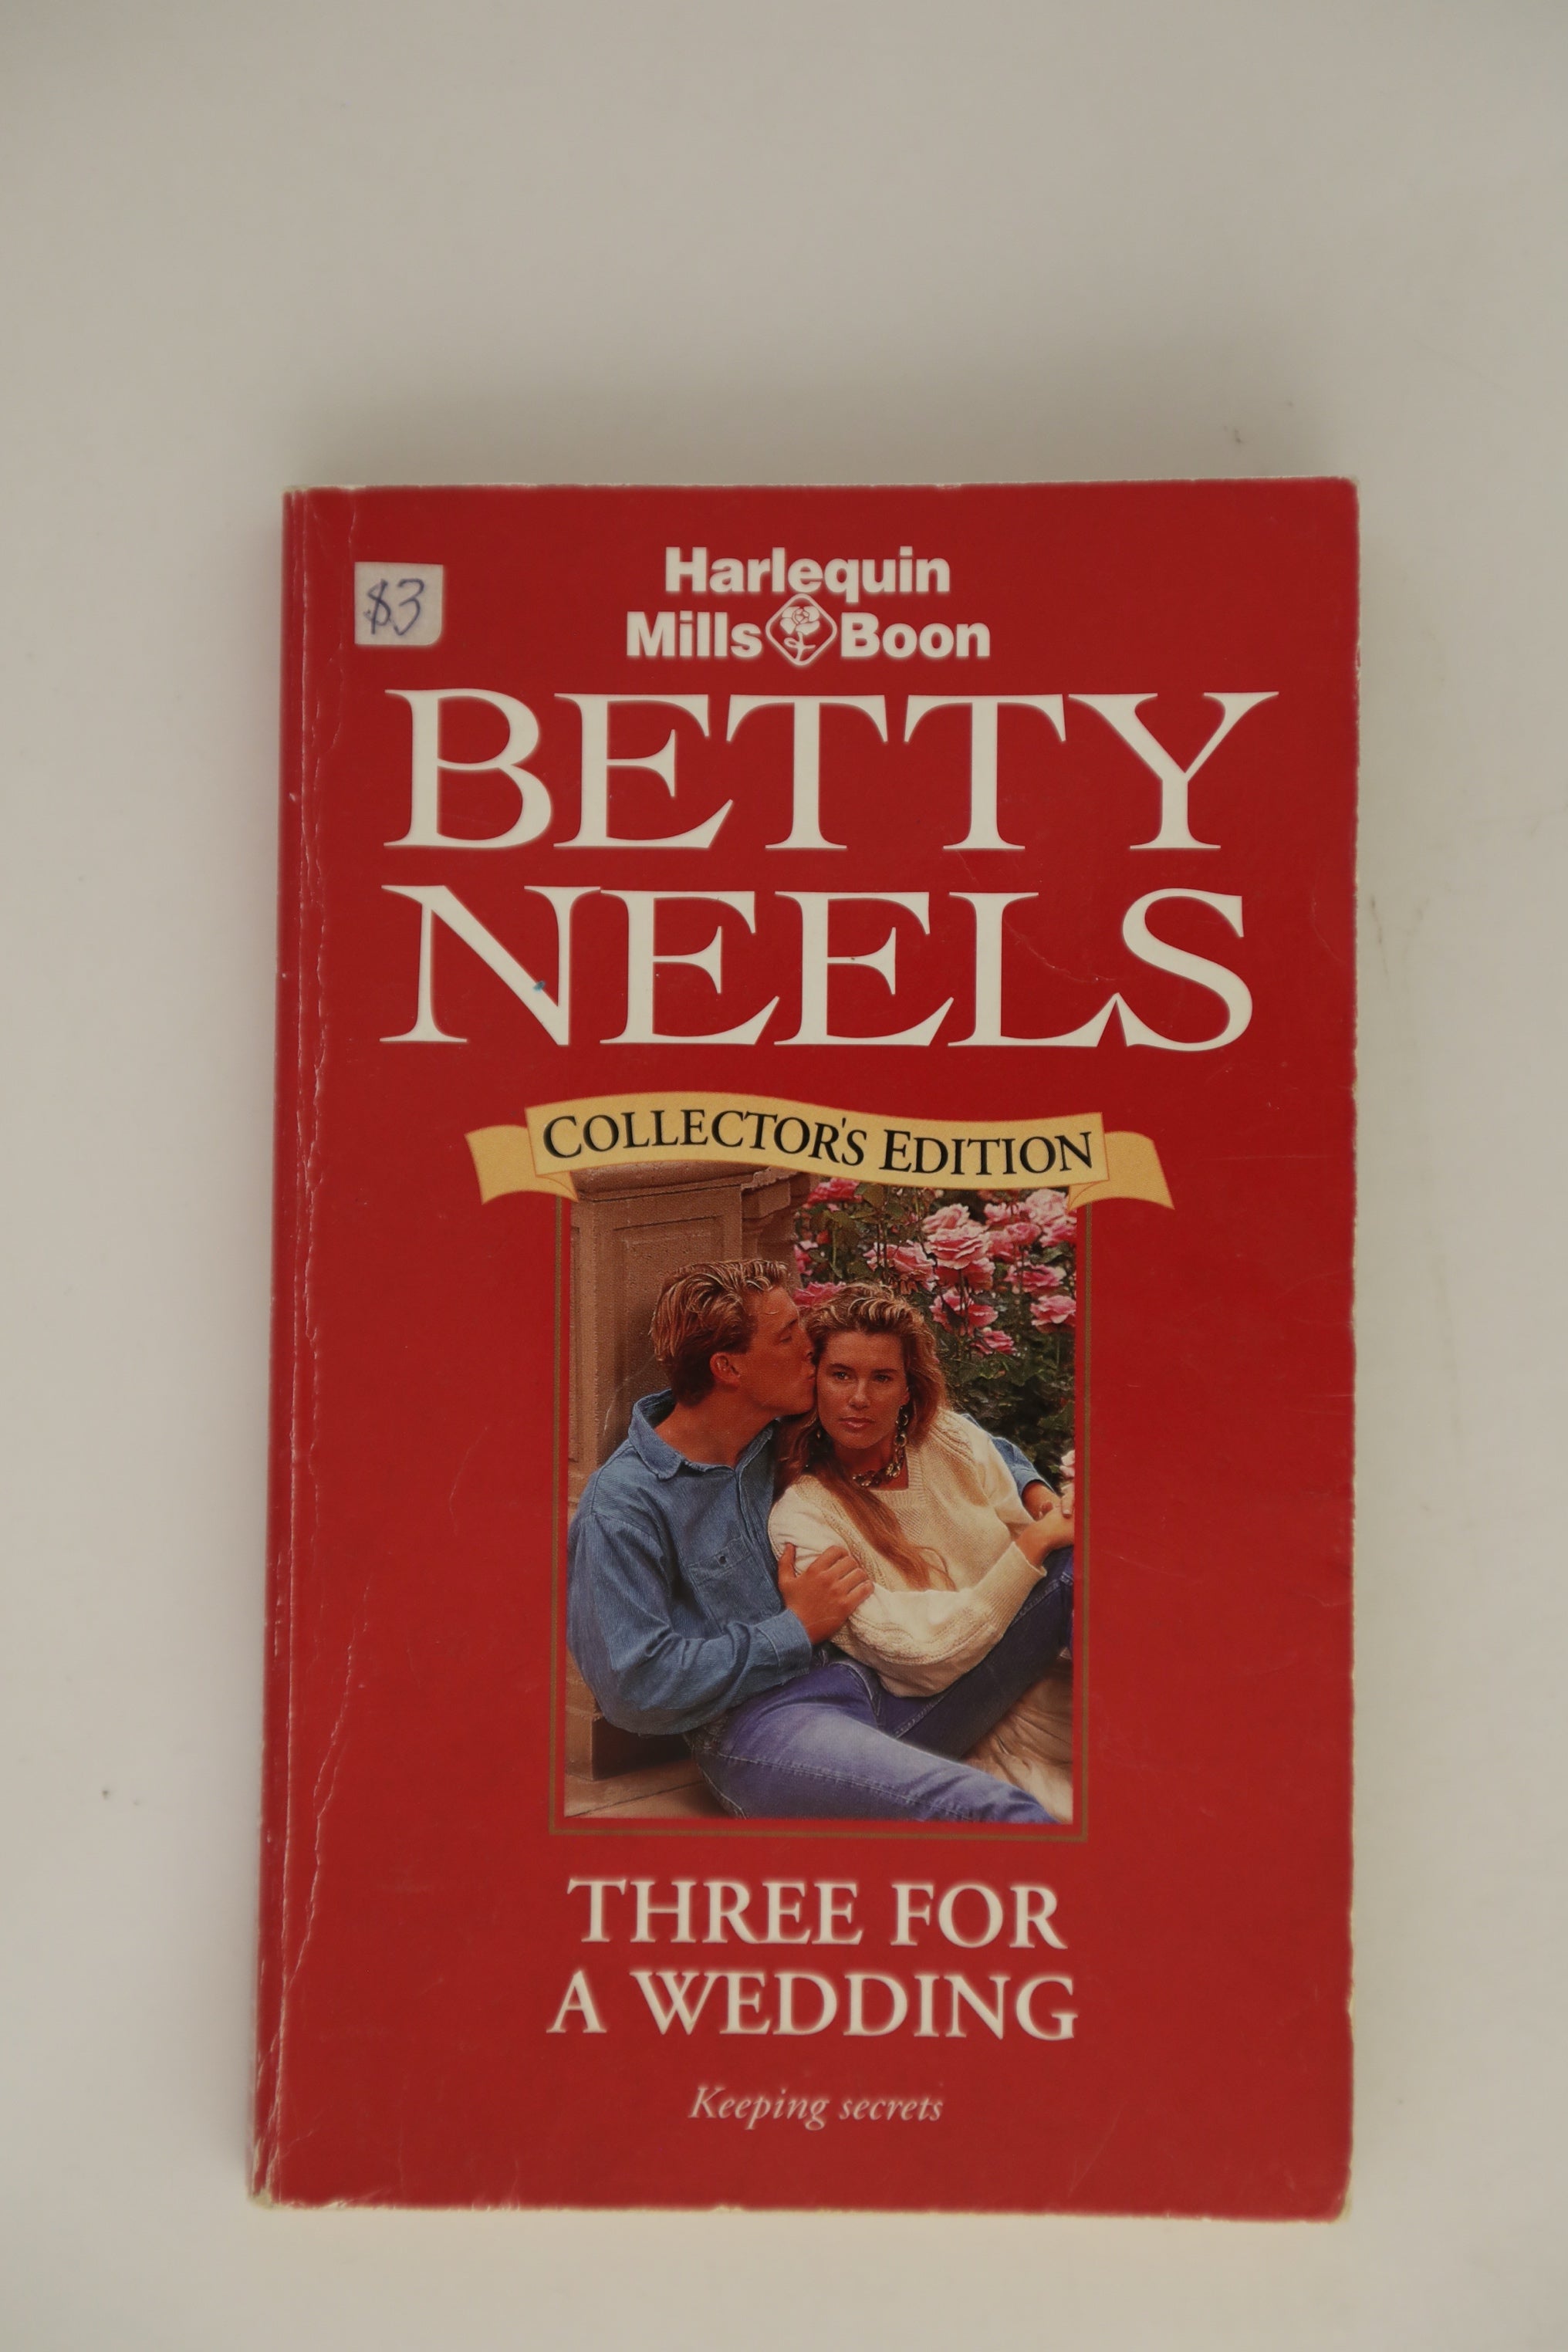 $3
Harlequin
Mills & Boon
BETTY
NEELS
COLLECTOR'S EDITION
THREE FOR
A WEDDING
Keeping secrets